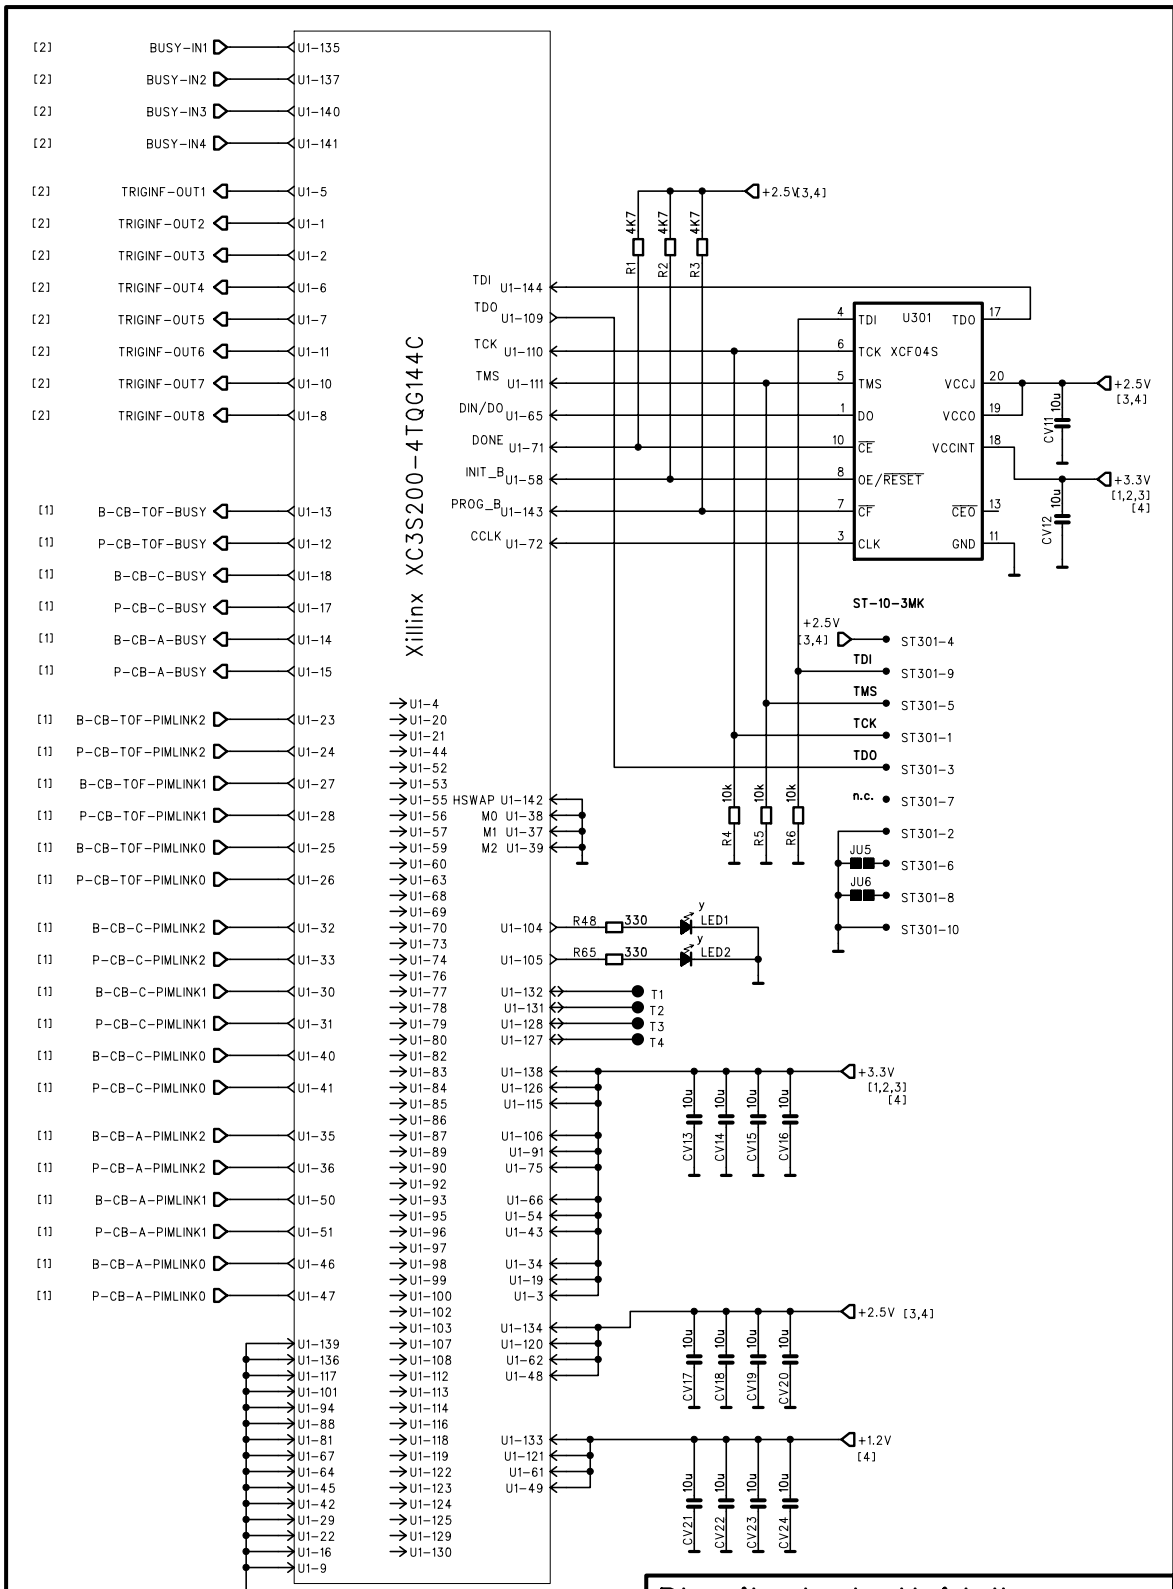 [2] BUSY-IN1 U1-135
[2] BUSY-IN2 U1-137
[2] BUSY-IN3 U1-140
[2] BUSY-IN4 U1-141
[2] TRIGINF-OUT1 U1-5
[2] TRIGINF-OUT2 U1-1
[2] TRIGINF-OUT3 U1-2
[2] TRIGINF-OUT4 U1-6
[2] TRIGINF-OUT5 U1-7
[2] TRIGINF-OUT6 U1-11
[2] TRIGINF-OUT7 U1-10
[2] TRIGINF-OUT8 U1-8
[1] B-CB-TOF-BUSY U1-13
[1] P-CB-TOF-BUSY U1-12
[1] B-CB-C-BUSY U1-18
[1] P-CB-C-BUSY U1-17
[1] B-CB-A-BUSY U1-14
[1] P-CB-A-BUSY U1-15
[1] B-CB-TOF-PIMLINK2 U1-23
[1] P-CB-TOF-PIMLINK2 U1-24
[1] B-CB-TOF-PIMLINK1 U1-27
[1] P-CB-TOF-PIMLINK1 U1-28
[1] B-CB-TOF-PIMLINK0 U1-25
[1] P-CB-TOF-PIMLINK0 U1-26
[1] B-CB-C-PIMLINK2 U1-32
[1] P-CB-C-PIMLINK2 U1-33
[1] B-CB-C-PIMLINK1 U1-30
[1] P-CB-C-PIMLINK1 U1-31
[1] B-CB-C-PIMLINK0 U1-40
[1] P-CB-C-PIMLINK0 U1-41
[1] B-CB-A-PIMLINK2 U1-35
[1] P-CB-A-PIMLINK2 U1-36
[1] B-CB-A-PIMLINK1 U1-50
[1] P-CB-A-PIMLINK1 U1-51
[1] B-CB-A-PIMLINK0 U1-46
[1] P-CB-A-PIMLINK0 U1-47
U1-139
U1-136
U1-117
U1-101
U1-94
U1-88
U1-81
U1-67
U1-64
U1-45
U1-42
U1-29
U1-22
U1-16
U1-9
Xillinx XC3S200-4TQG144C
U1-4
U1-20
U1-21
U1-44
U1-52
U1-53
U1-55
U1-56
U1-57
U1-59
U1-60
U1-63
U1-68
U1-69
U1-70
U1-73
U1-74
U1-76
U1-77
U1-78
U1-79
U1-80
U1-82
U1-83
U1-84
U1-85
U1-86
U1-87
U1-89
U1-90
U1-92
U1-93
U1-95
U1-96
U1-97
U1-98
U1-99
U1-100
U1-102
U1-103
U1-107
U1-108
U1-112
U1-113
U1-114
U1-116
U1-118
U1-119
U1-122
U1-123
U1-124
U1-125
U1-129
U1-130
TDI U1-144
TDO U1-109
TCK U1-110
TMS U1-111
DIN/DO U1-65
DONE U1-71
INIT_B U1-58
PROG_B U1-143
CCLK U1-72
HSWAP U1-142
M0 U1-38
M1 U1-37
M2 U1-39
U1-104
U1-105
U1-132
U1-131
U1-128
U1-127
U1-138
U1-126
U1-115
U1-106
U1-91
U1-75
U1-66
U1-54
U1-43
U1-34
U1-19
U1-3
U1-134
U1-120
U1-62
U1-48
U1-133
U1-121
U1-61
U1-49
+2.5V[3,4]
R1 4K7
R2 4K7
R3 4K7
U301
XCF04S
4 TDI
6 TCK
5 TMS
1 DO
10 CE
8 OE/RESET
7 CF
3 CLK
TDO 17
VCCJ 20
VCCO 19
VCCINT 18
CEO 13
GND 11
+2.5V
[3,4]
CV11 10u
+3.3V
[1,2,3]
[4]
CV12 10u
ST-10-3MK
+2.5V
[3,4] ST301-4
TDI ST301-9
TMS ST301-5
TCK ST301-1
TDO ST301-3
n.c. ST301-7
ST301-2
JU5 ST301-6
JU6 ST301-8
ST301-10
R4 10k
R5 10k
R6 10k
R48 330 y LED1
R65 330 y LED2
T1
T2
T3
T4
+3.3V
[1,2,3]
[4]
CV13 10u
CV14 10u
CV15 10u
CV16 10u
+2.5V [3,4]
CV17 10u
CV18 10u
CV19 10u
CV20 10u
+1.2V
[4]
CV21 10u
CV22 10u
CV23 10u
CV24 10u